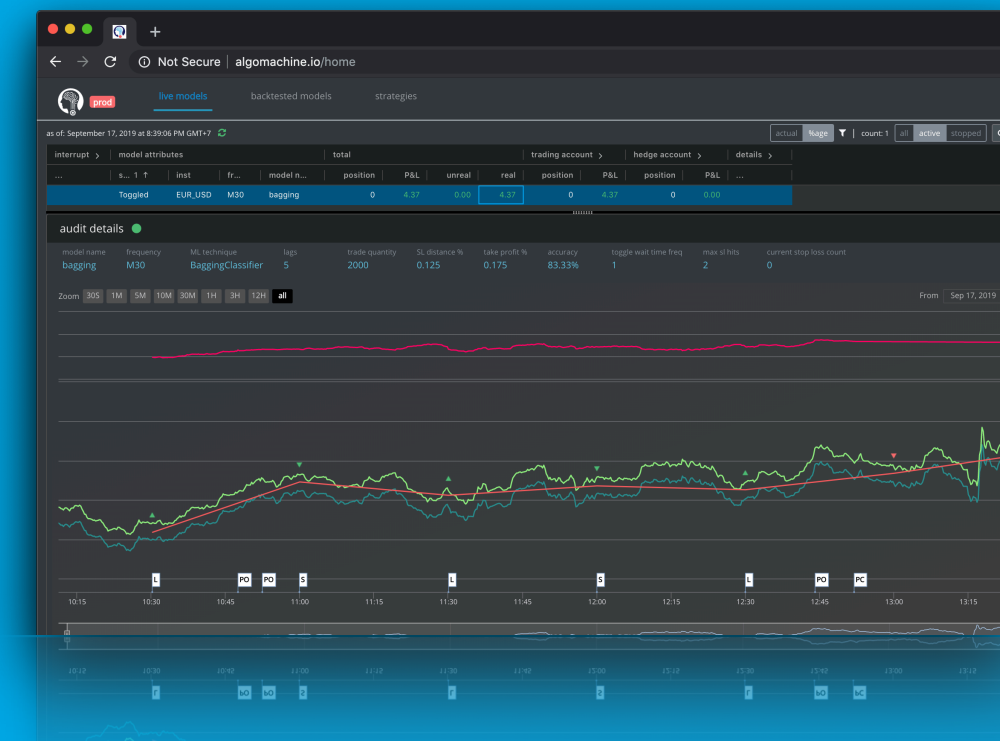 Not Secure | algomachine.io/home
prod live models backtested models strategies
as of: September 17, 2019 at 8:39:06 PM GMT+7 actual %age | count: 1 all active stopped
interrupt > model attributes total trading account > hedge account > details >
... s... 1 ↑ inst fr... model n... position P&L unreal real position P&L position P&L ...
Toggled EUR_USD M30 bagging 0 4.37 0.00 4.37 0 4.37 0 0.00
audit details
model name frequency ML technique lags trade quantity SL distance % take profit % accuracy toggle wait time freq max sl hits current stop loss count
bagging M30 BaggingClassifier 5 2000 0.125 0.175 83.33% 1 2 0
Zoom 30S 1M 5M 10M 30M 1H 3H 12H all From Sep 17, 2019
L PO PO S L S L PO PC
10:15 10:30 10:45 11:00 11:15 11:30 11:45 12:00 12:15 12:30 12:45 13:00 13:15